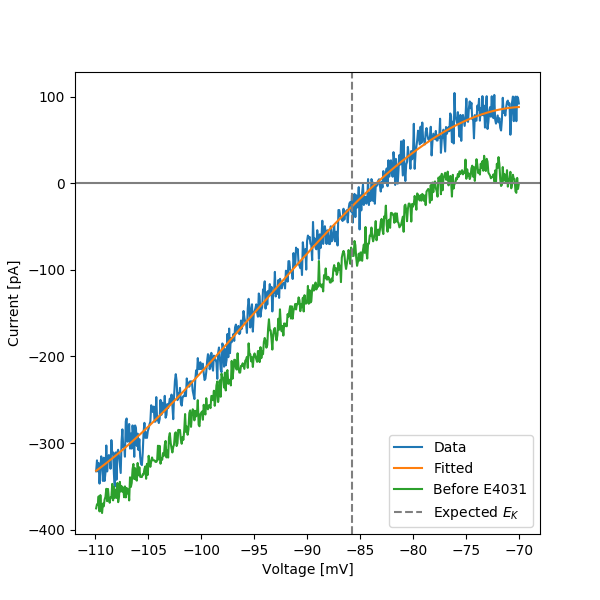 100
0
−100
−200
−300
−400
Current [pA]
−110 −105 −100 −95 −90 −85 −80 −75 −70
Voltage [mV]
Data
Fitted
Before E4031
Expected E_K